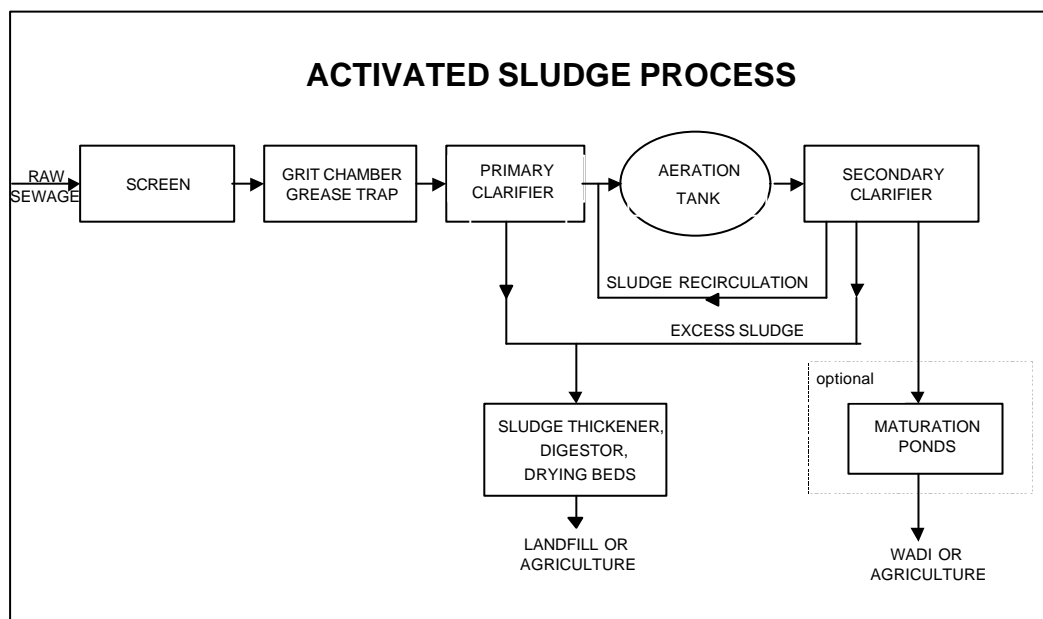 ACTIVATED SLUDGE PROCESS
RAW
SEWAGE
SCREEN
GRIT CHAMBER
GREASE TRAP
PRIMARY
CLARIFIER
AERATION
TANK
SECONDARY
CLARIFIER
SLUDGE RECIRCULATION
EXCESS SLUDGE
optional
SLUDGE THICKENER,
DIGESTOR,
DRYING BEDS
MATURATION
PONDS
LANDFILL OR
AGRICULTURE
WADI OR
AGRICULTURE